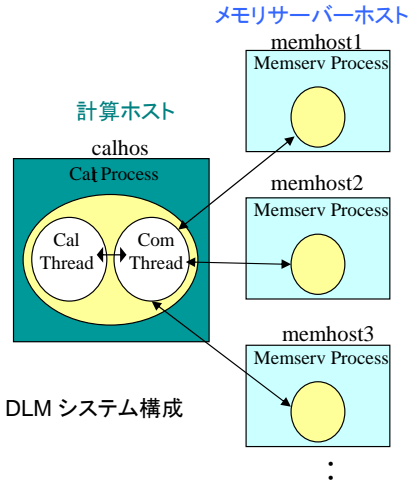 メモリサーバーホスト
memhost1
Memserv Process
計算ホスト
calhos
Cal Process
t
Cal
Thread
Com
Thread
memhost2
Memserv Process
memhost3
Memserv Process
DLM システム構成
: